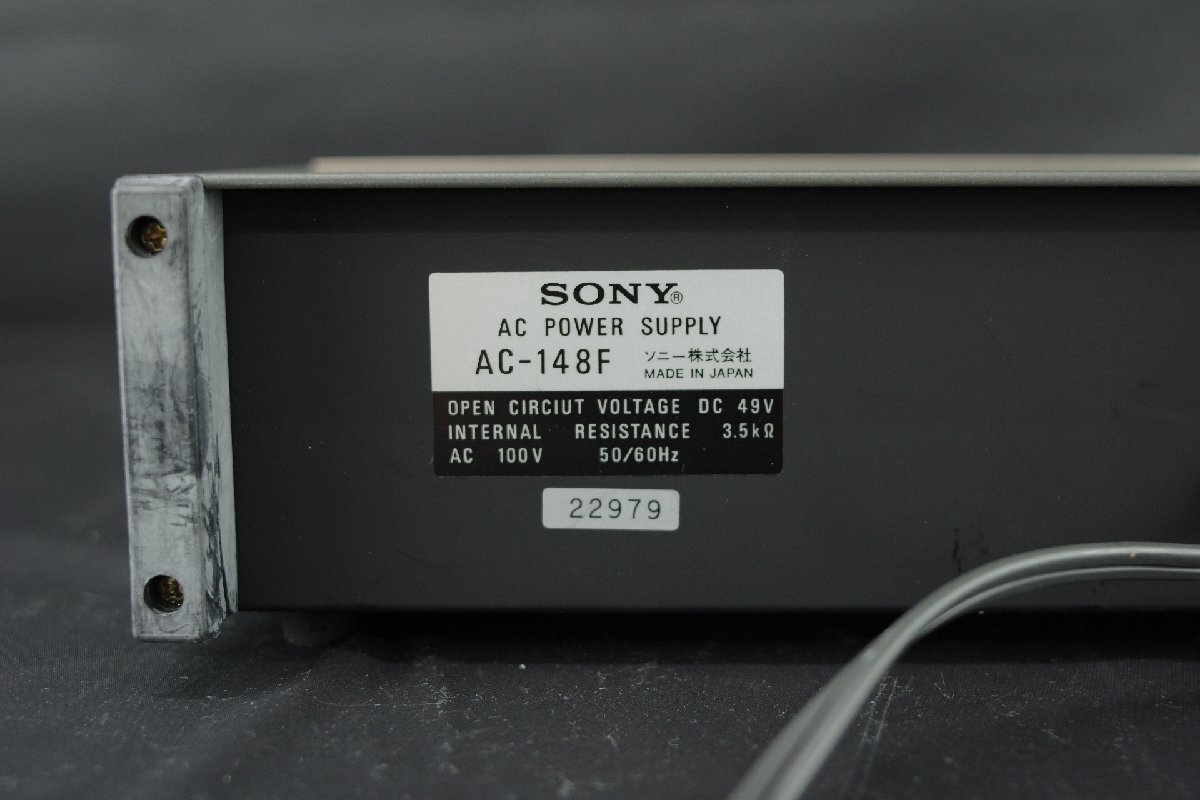 SONY®
AC POWER SUPPLY
AC-148F ソニー株式会社
MADE IN JAPAN
OPEN CIRCIUT VOLTAGE DC 49V
INTERNAL RESISTANCE 3.5kΩ
AC 100V 50/60Hz
22979